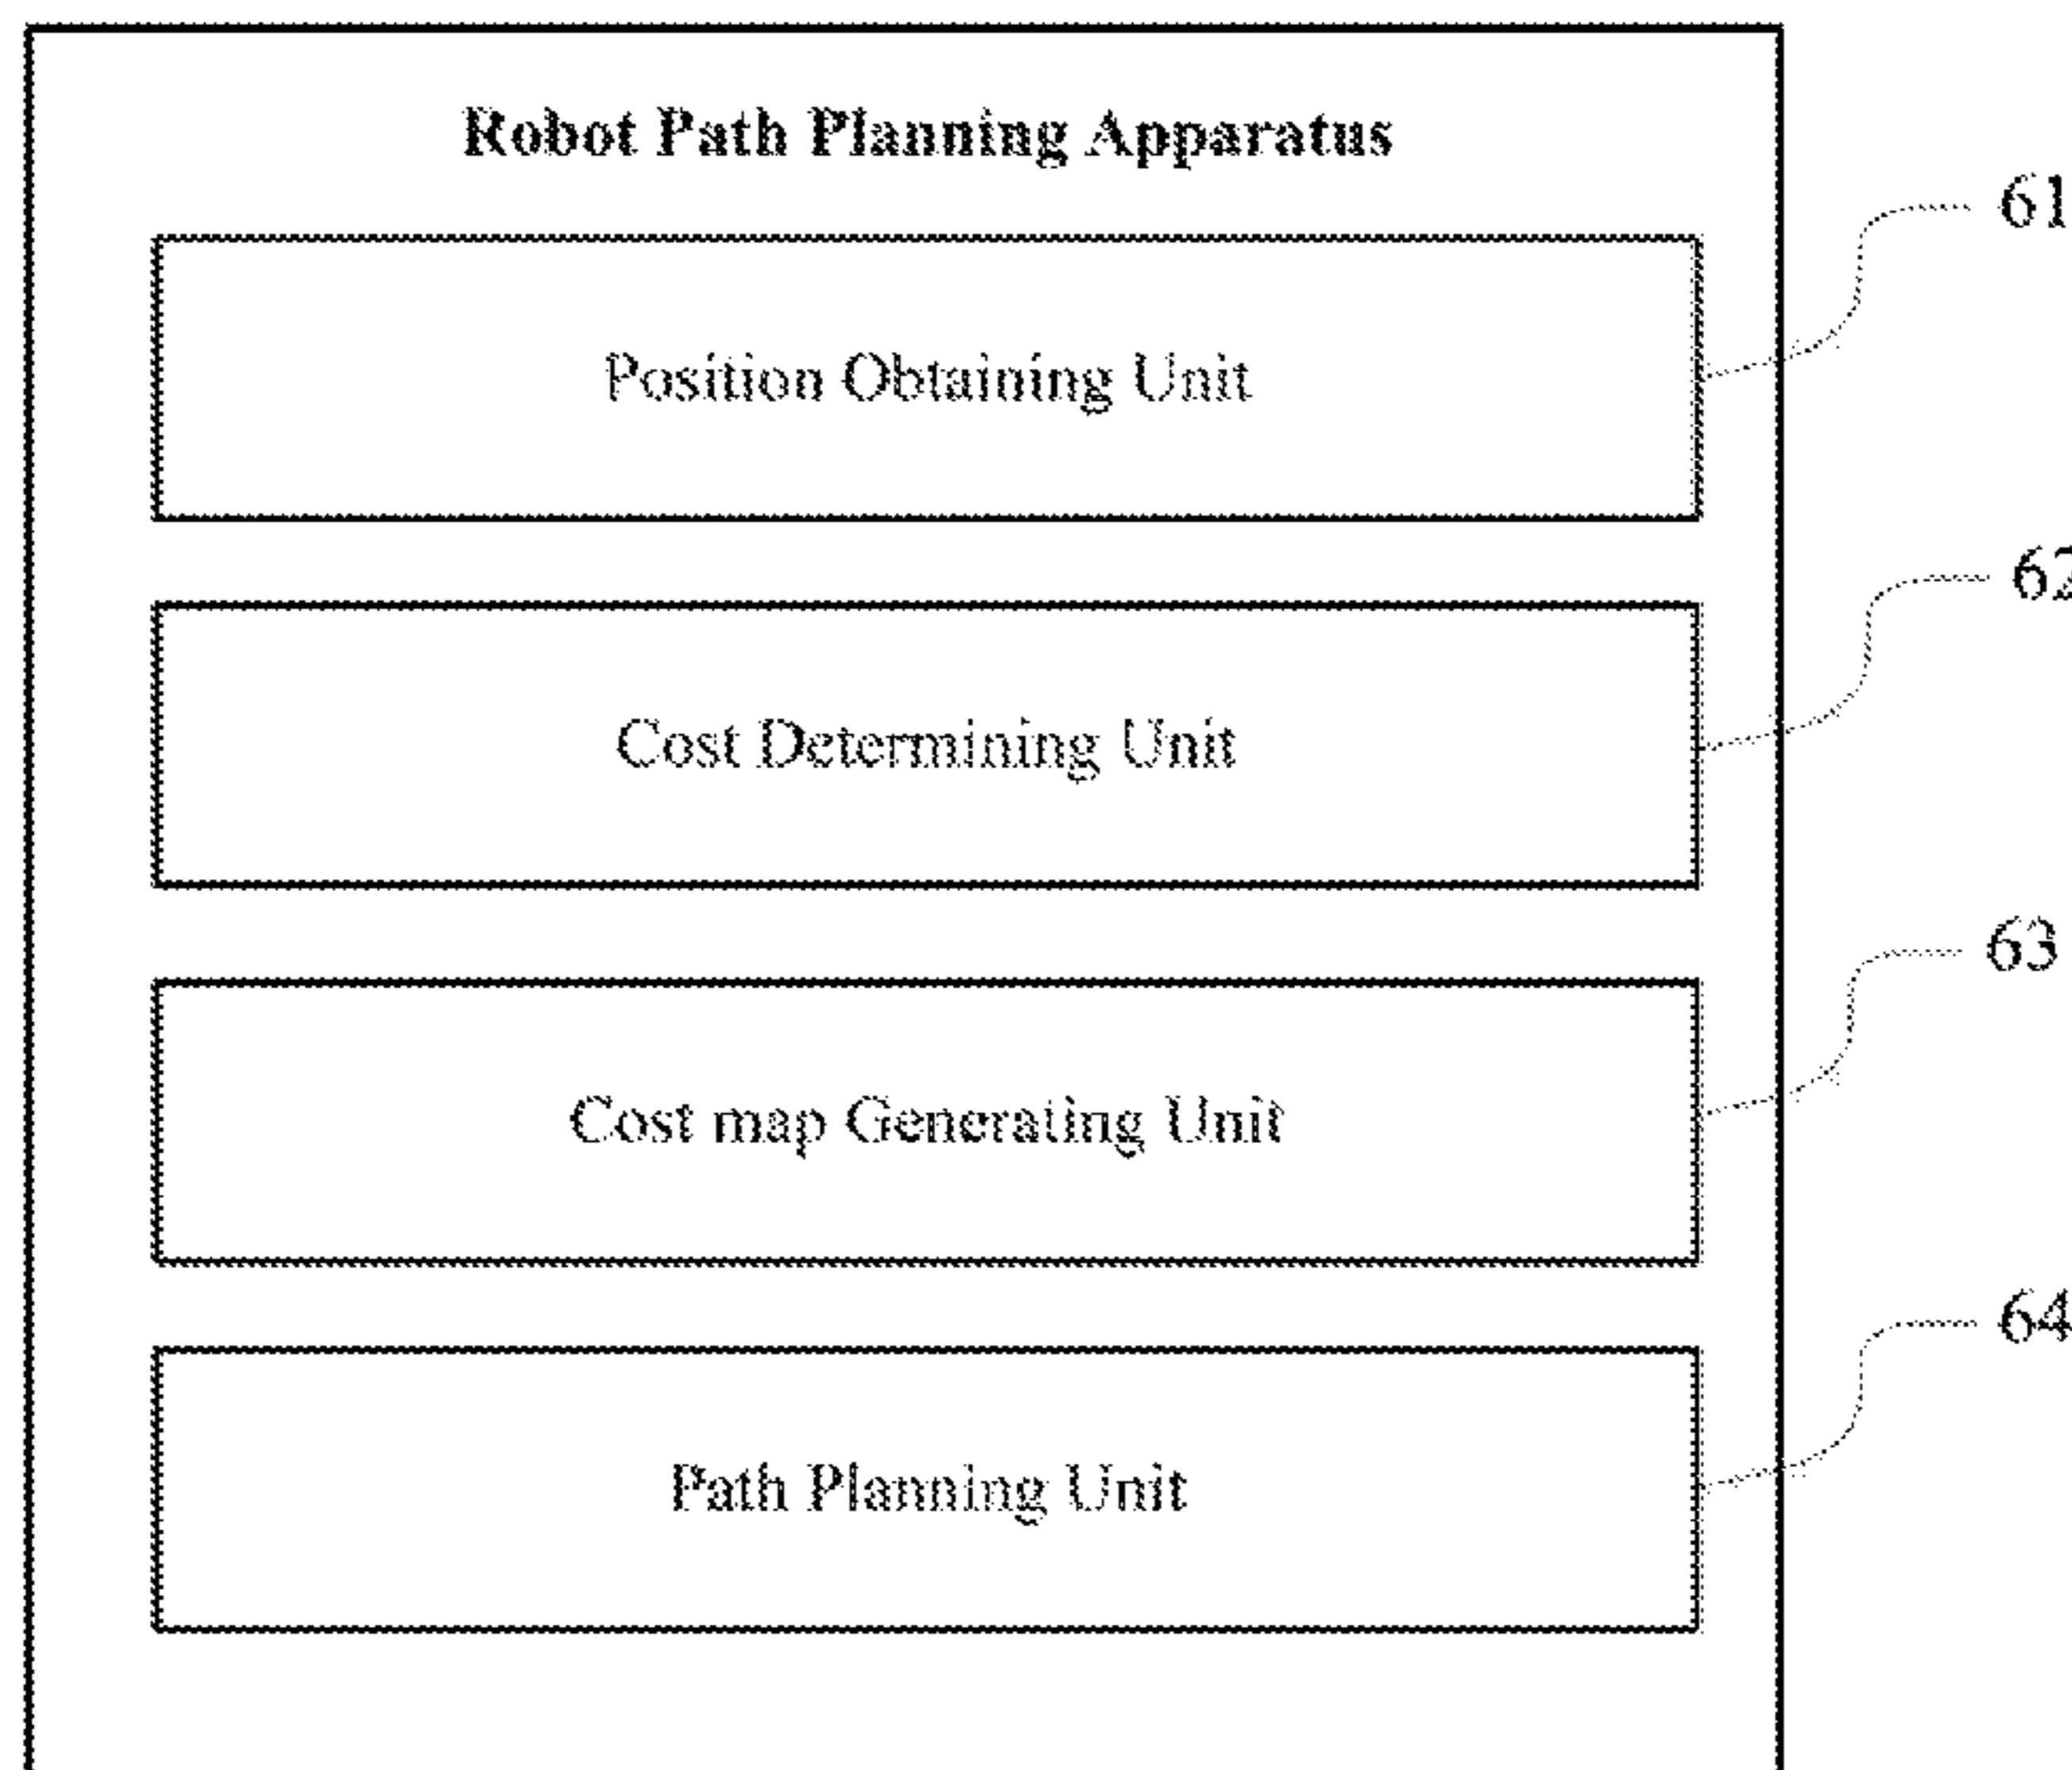 Robot Path Planning Apparatus
61
Position Obtaining Unit
62
Cost Determining Unit
63
Cost map Generating Unit
64
Path Planning Unit